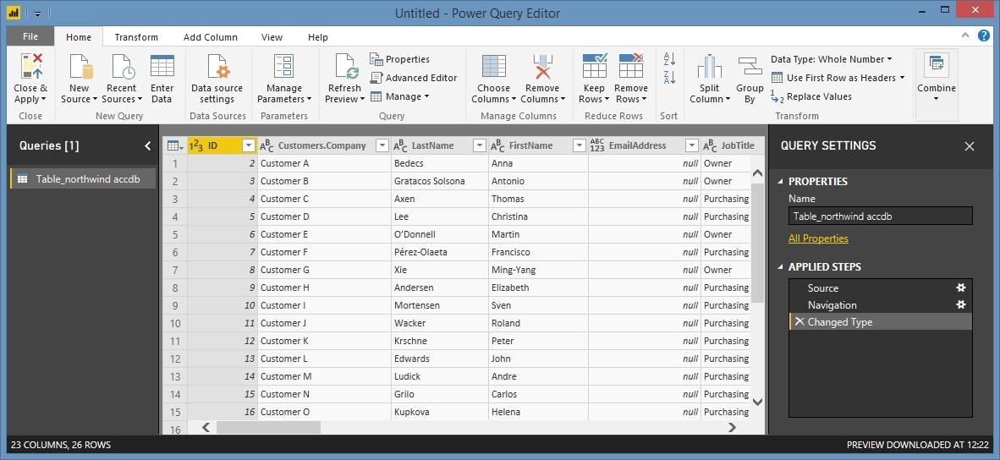 Untitled - Power Query Editor
File Home Transform Add Column View Help
Close & Apply
New Source
Recent Sources
Enter Data
Data source settings
Manage Parameters
Refresh Preview
Properties
Advanced Editor
Manage
Choose Columns
Remove Columns
Keep Rows
Remove Rows
Split Column
Group By
Data Type: Whole Number
Use First Row as Headers
Replace Values
Combine
Close New Query Data Sources Parameters Query Manage Columns Reduce Rows Sort Transform
Queries [1]
Table_northwind accdb
ID Customers.Company LastName FirstName EmailAddress JobTitle
1 2 Customer A Bedecs Anna null Owner
2 3 Customer B Gratacos Solsona Antonio null Owner
3 4 Customer C Axen Thomas null Purchasing
4 5 Customer D Lee Christina null Purchasing
5 6 Customer E O'Donnell Martin null Owner
6 7 Customer F Pérez-Olaeta Francisco null Purchasing
7 8 Customer G Xie Ming-Yang null Owner
8 9 Customer H Andersen Elizabeth null Purchasing
9 10 Customer I Mortensen Sven null Purchasing
10 11 Customer J Wacker Roland null Purchasing
11 12 Customer K Krschne Peter null Purchasing
12 13 Customer L Edwards John null Purchasing
13 14 Customer M Ludick Andre null Purchasing
14 15 Customer N Grilo Carlos null Purchasing
15 16 Customer O Kupkova Helena null Purchasing
16
QUERY SETTINGS
PROPERTIES
Name
Table_northwind accdb
All Properties
APPLIED STEPS
Source
Navigation
Changed Type
23 COLUMNS, 26 ROWS
PREVIEW DOWNLOADED AT 12:22